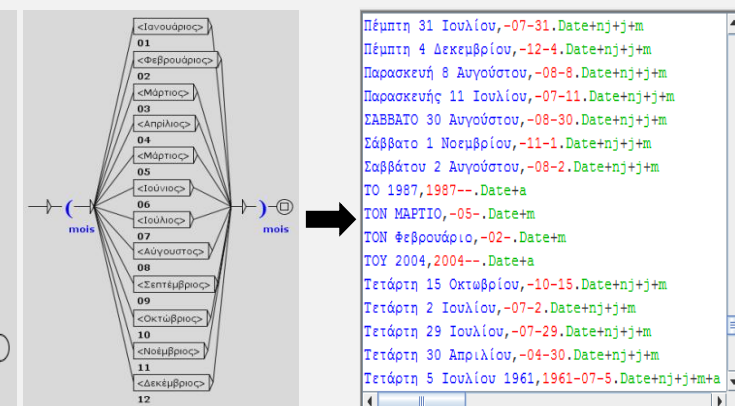 <Ιανουάριος>
01
<Φεβρουάριος>
02
<Μάρτιος>
03
<Απρίλιος>
04
<Μάρτιος>
05
<Ιούνιος>
06
<Ιούλιος>
07
<Αύγουστος>
08
<Σεπτέμβριος>
09
<Οκτώβριος>
10
<Νοέμβριος>
11
<Δεκέμβριος>
12
( )
mois mois
Πέμπτη 31 Ιουλίου,-07-31.Date+nj+j+m
Πέμπτη 4 Δεκεμβρίου,-12-4.Date+nj+j+m
Παρασκευή 8 Αυγούστου,-08-8.Date+nj+j+m
Παρασκευής 11 Ιουλίου,-07-11.Date+nj+j+m
ΣΑΒΒΑΤΟ 30 Αυγούστου,-08-30.Date+nj+j+m
Σάββατο 1 Νοεμβρίου,-11-1.Date+nj+j+m
Σαββάτου 2 Αυγούστου,-08-2.Date+nj+j+m
ΤΟ 1987,1987--.Date+a
ΤΟΝ ΜΑΡΤΙΟ,-05-.Date+m
ΤΟΝ Φεβρουάριο,-02-.Date+m
ΤΟΥ 2004,2004--.Date+a
Τετάρτη 15 Οκτωβρίου,-10-15.Date+nj+j+m
Τετάρτη 2 Ιουλίου,-07-2.Date+nj+j+m
Τετάρτη 29 Ιουλίου,-07-29.Date+nj+j+m
Τετάρτη 30 Απριλίου,-04-30.Date+nj+j+m
Τετάρτη 5 Ιουλίου 1961,1961-07-5.Date+nj+j+m+a